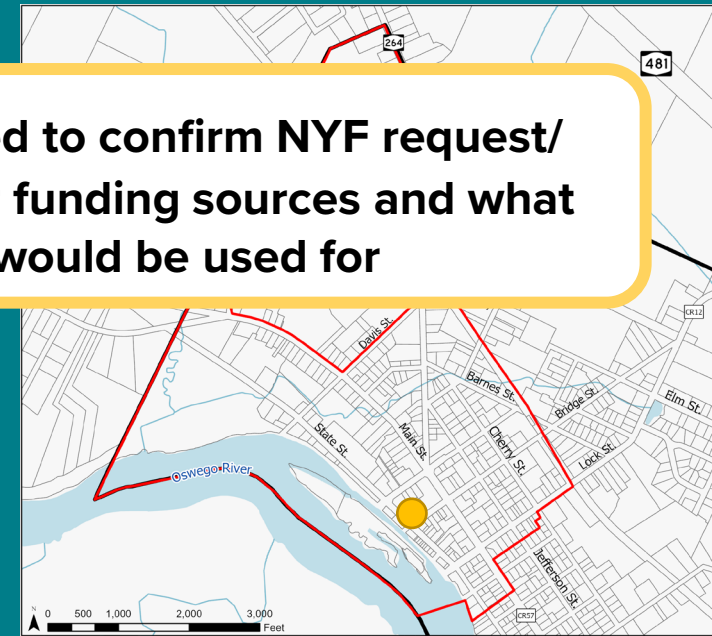 264
481
ed to confirm NYF request/
funding sources and what
would be used for
CR12
Davis St.
Barnes St.
Elm St.
Bridge St.
State St.
Main St.
Cherry St.
Lock St.
Oswego River
Jefferson St.
N
0 500 1,000 2,000 3,000
Feet
CR57